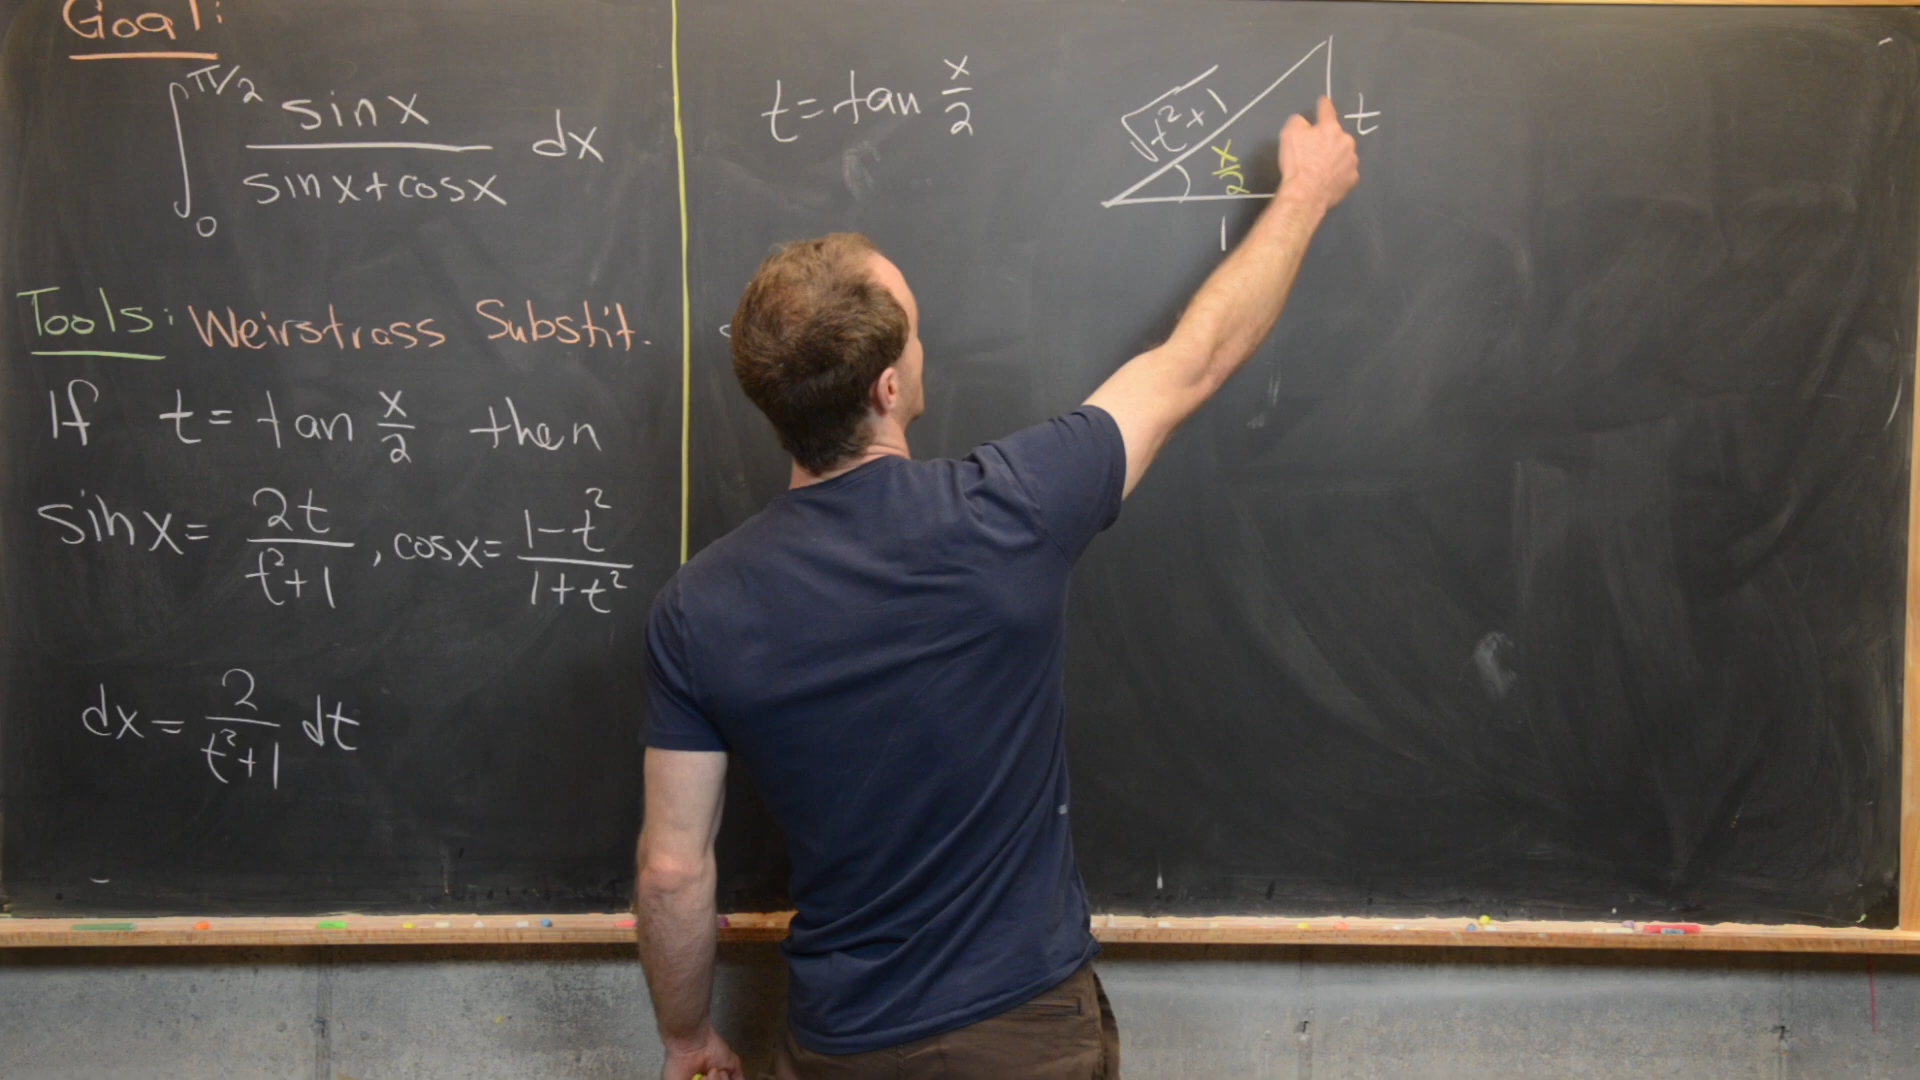 Goal:
∫₀^{π/2} sinx / (sinx+cosx) dx
Tools: Weirstrass Substit.
If t = tan x/2 then
sinx = 2t / (t²+1), cosx = (1-t²) / (1+t²)
dx = 2 / (t²+1) dt
t = tan x/2
√(t²+1)
t
x/2
1